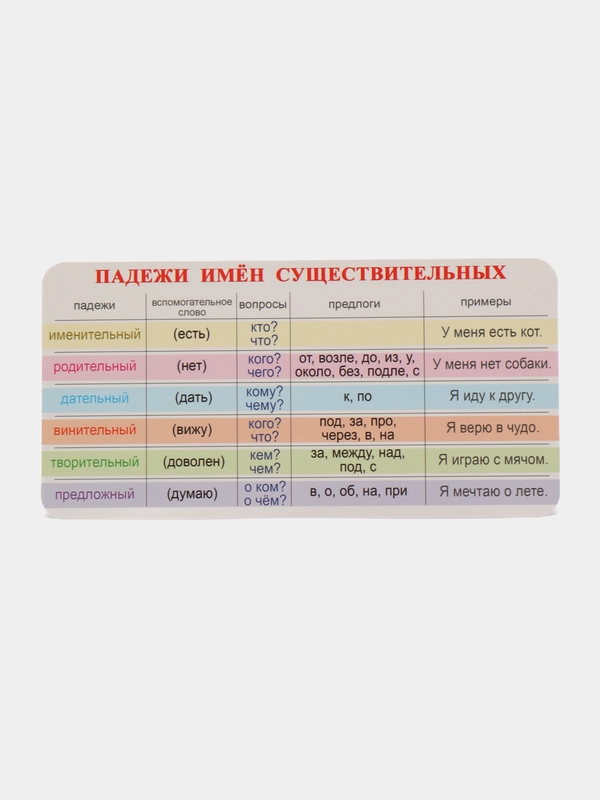 ПАДЕЖИ ИМЁН СУЩЕСТВИТЕЛЬНЫХ
падежи вспомогательное слово вопросы предлоги примеры
именительный (есть) кто? что? У меня есть кот.
родительный (нет) кого? чего? от, возле, до, из, у, около, без, подле, с У меня нет собаки.
дательный (дать) кому? чему? к, по Я иду к другу.
винительный (вижу) кого? что? под, за, про, через, в, на Я верю в чудо.
творительный (доволен) кем? чем? за, между, над, под, с Я играю с мячом.
предложный (думаю) о ком? о чём? в, о, об, на, при Я мечтаю о лете.